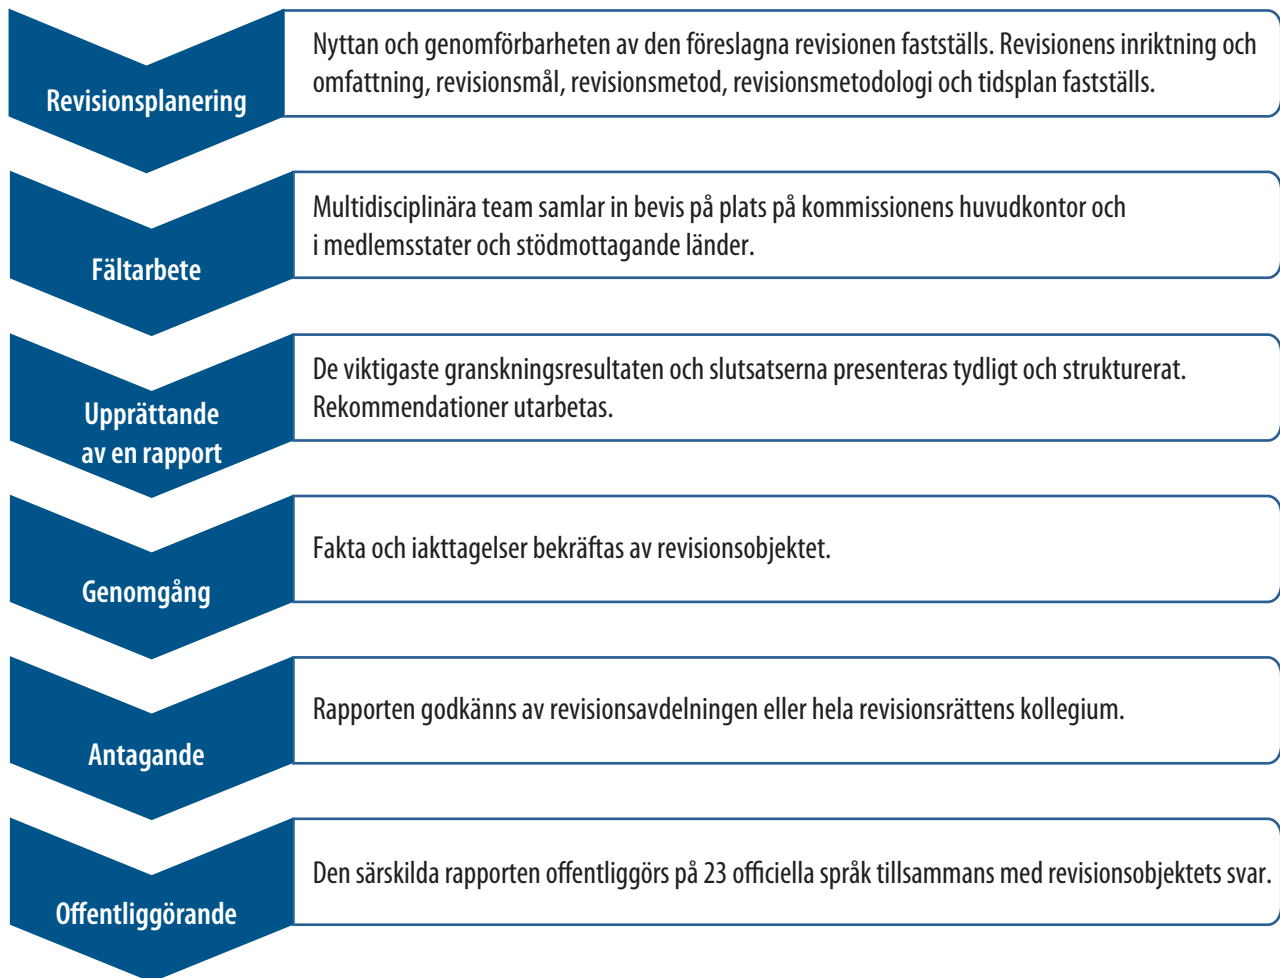 Revisionsplanering
Nyttan och genomförbarheten av den föreslagna revisionen fastställs. Revisionens inriktning och
omfattning, revisionsmål, revisionsmetod, revisionsmetodologi och tidsplan fastställs.
Fältarbete
Multidisciplinära team samlar in bevis på plats på kommissionens huvudkontor och
i medlemsstater och stödmottagande länder.
Upprättande
av en rapport
De viktigaste granskningsresultaten och slutsatserna presenteras tydligt och strukturerat.
Rekommendationer utarbetas.
Genomgång
Fakta och iakttagelser bekräftas av revisionsobjektet.
Antagande
Rapporten godkänns av revisionsavdelningen eller hela revisionsrättens kollegium.
Offentliggörande
Den särskilda rapporten offentliggörs på 23 officiella språk tillsammans med revisionsobjektets svar.